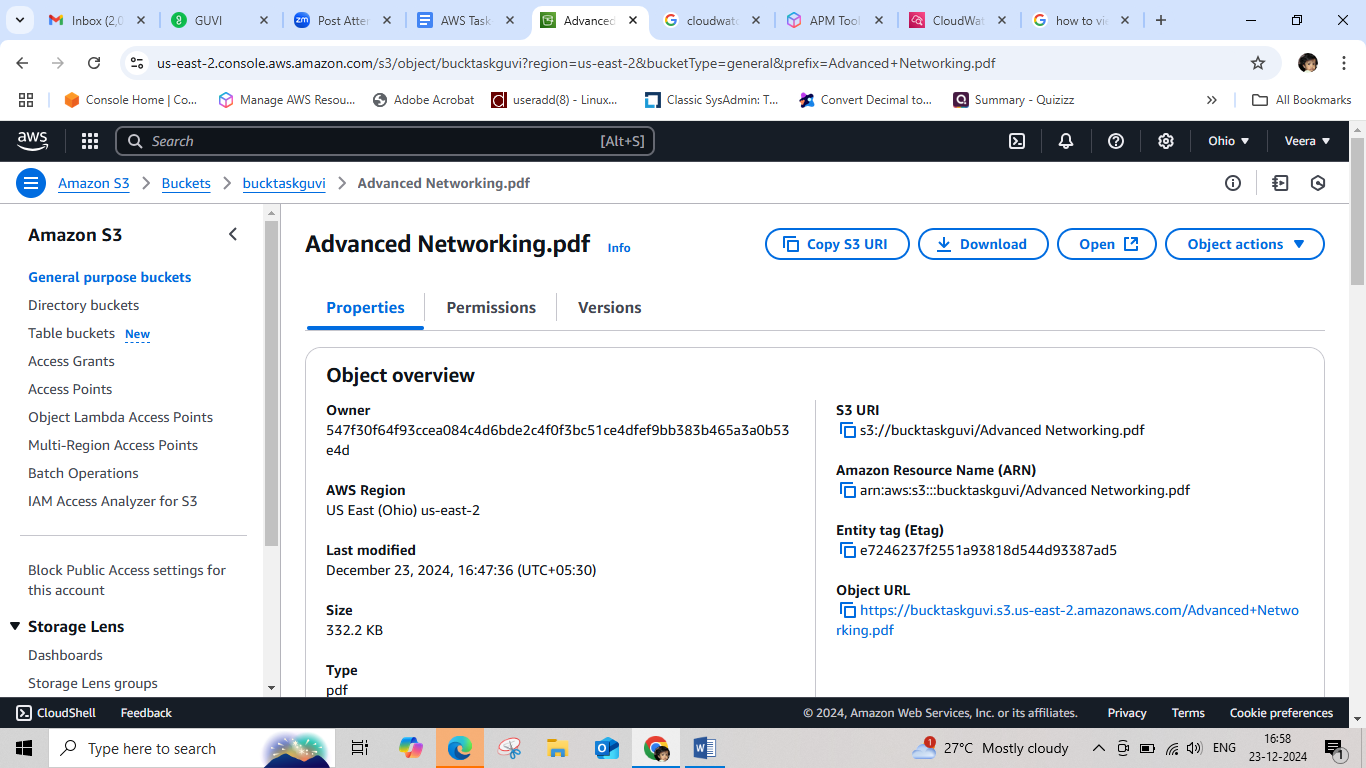 Inbox (2,0
GUVI
Post Atter
AWS Task
Advanced
cloudwatc
APM Tool
CloudWat
how to vie
us-east-2.console.aws.amazon.com/s3/object/bucktaskguvi?region=us-east-2&bucketType=general&prefix=Advanced+Networking.pdf
Console Home | Co...
Manage AWS Resou...
Adobe Acrobat
useradd(8) - Linux...
Classic SysAdmin: T...
Convert Decimal to...
Summary - Quizizz
All Bookmarks
aws
Search
[Alt+S]
Ohio
Veera
Amazon S3
Buckets
bucktaskguvi
Advanced Networking.pdf
Amazon S3
General purpose buckets
Directory buckets
Table buckets New
Access Grants
Access Points
Object Lambda Access Points
Multi-Region Access Points
Batch Operations
IAM Access Analyzer for S3
Block Public Access settings for
this account
Storage Lens
Dashboards
Storage Lens groups
Advanced Networking.pdf Info
Copy S3 URI
Download
Open
Object actions
Properties
Permissions
Versions
Object overview
Owner
547f30f64f93ccea084c4d6bde2c4f0f3bc51ce4dfef9bb383b465a3a0b53
e4d
AWS Region
US East (Ohio) us-east-2
Last modified
December 23, 2024, 16:47:36 (UTC+05:30)
Size
332.2 KB
Type
pdf
S3 URI
s3://bucktaskguvi/Advanced Networking.pdf
Amazon Resource Name (ARN)
arn:aws:s3:::bucktaskguvi/Advanced Networking.pdf
Entity tag (Etag)
e7246237f2551a93818d544d93387ad5
Object URL
https://bucktaskguvi.s3.us-east-2.amazonaws.com/Advanced+Netwo
rking.pdf
CloudShell
Feedback
© 2024, Amazon Web Services, Inc. or its affiliates.
Privacy
Terms
Cookie preferences
Type here to search
1
27°C Mostly cloudy
ENG
16:58
23-12-2024
1